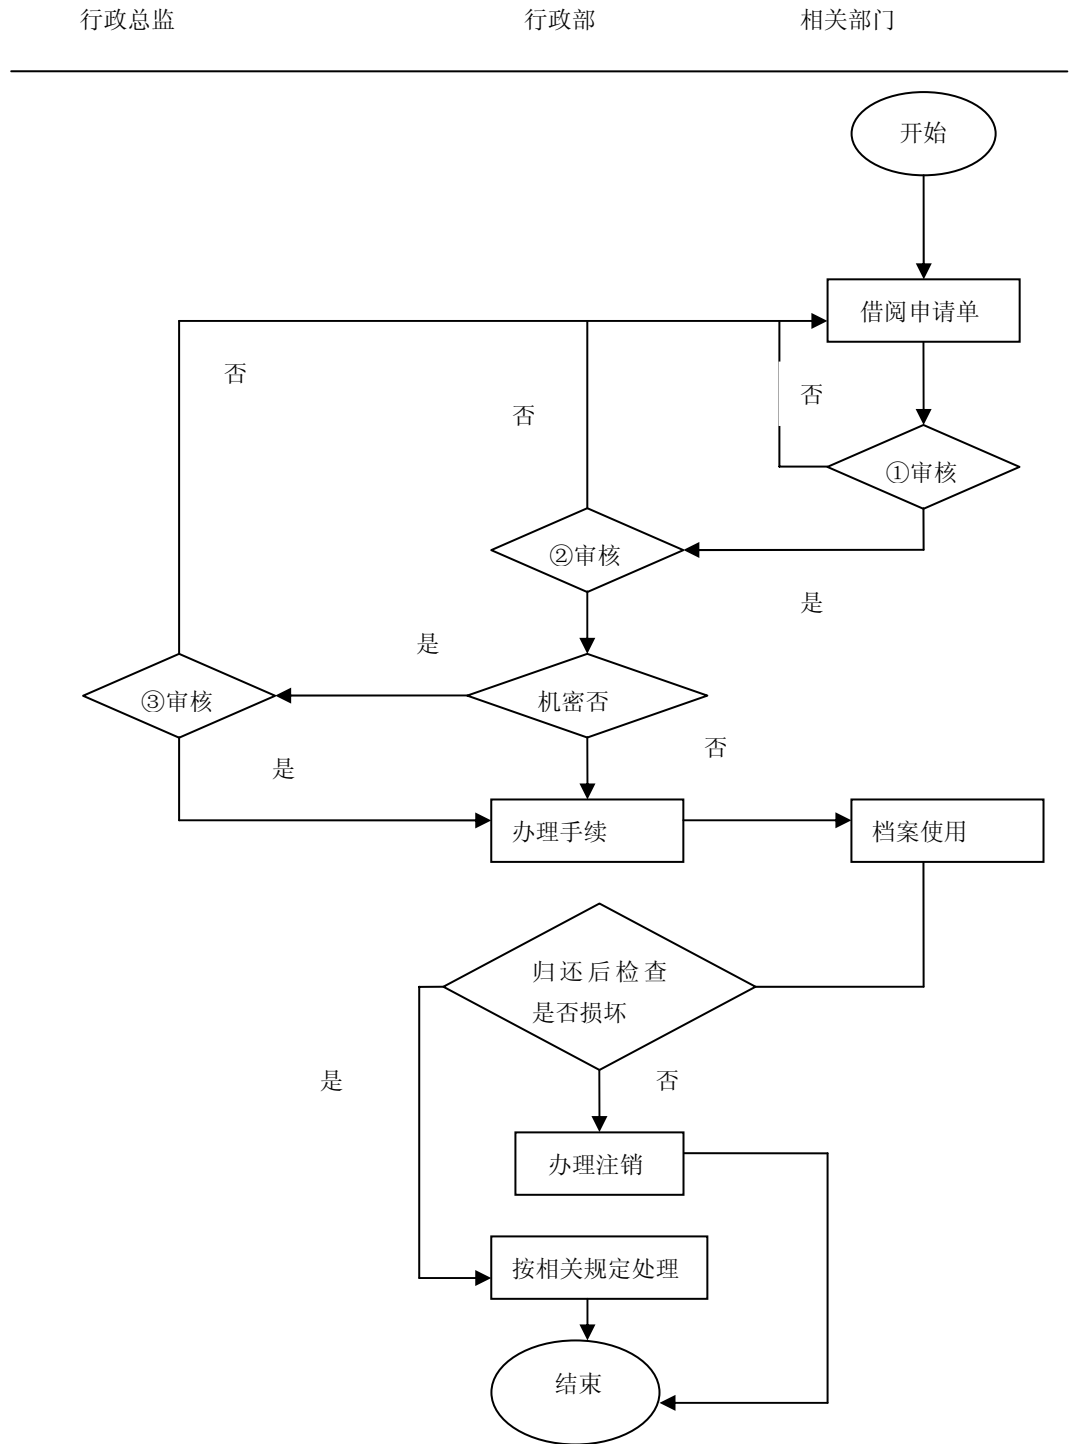 行政总监 行政部 相关部门
开始
借阅申请单
否
否
否
①审核
②审核
是
是
③审核
机密否
否
是
办理手续
档案使用
归还后检查
是否损坏
是
否
办理注销
按相关规定处理
结束